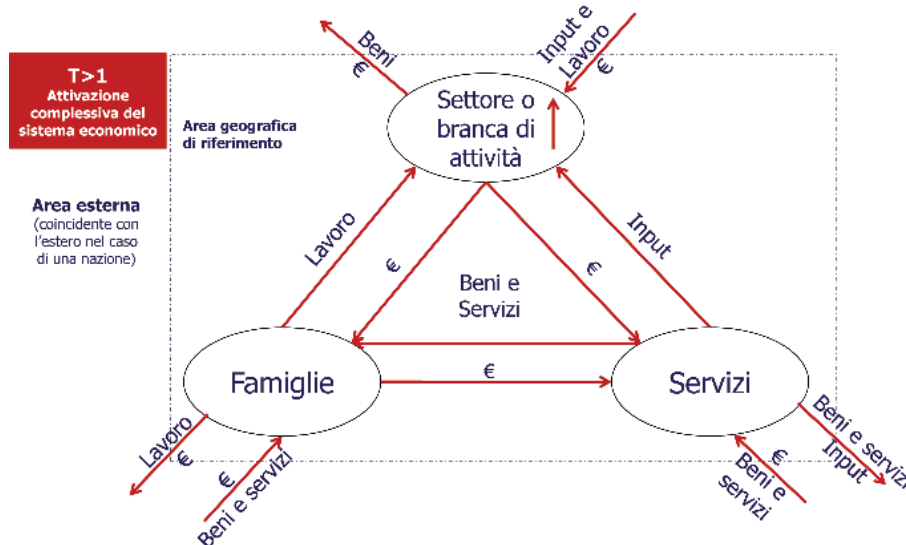 Beni
€
Input e
Lavoro
€
T>1
Attivazione
complessiva del
sistema economico
Area geografica
di riferimento
Settore o
branca di
attività
Area esterna
(coincidente con
l'estero nel caso
di una nazione)
Lavoro
€
Beni e
Servizi
€
Input
Famiglie
€
Servizi
Lavoro
€
€
Beni e servizi
€
Beni e
servizi
Beni e servizi
Input